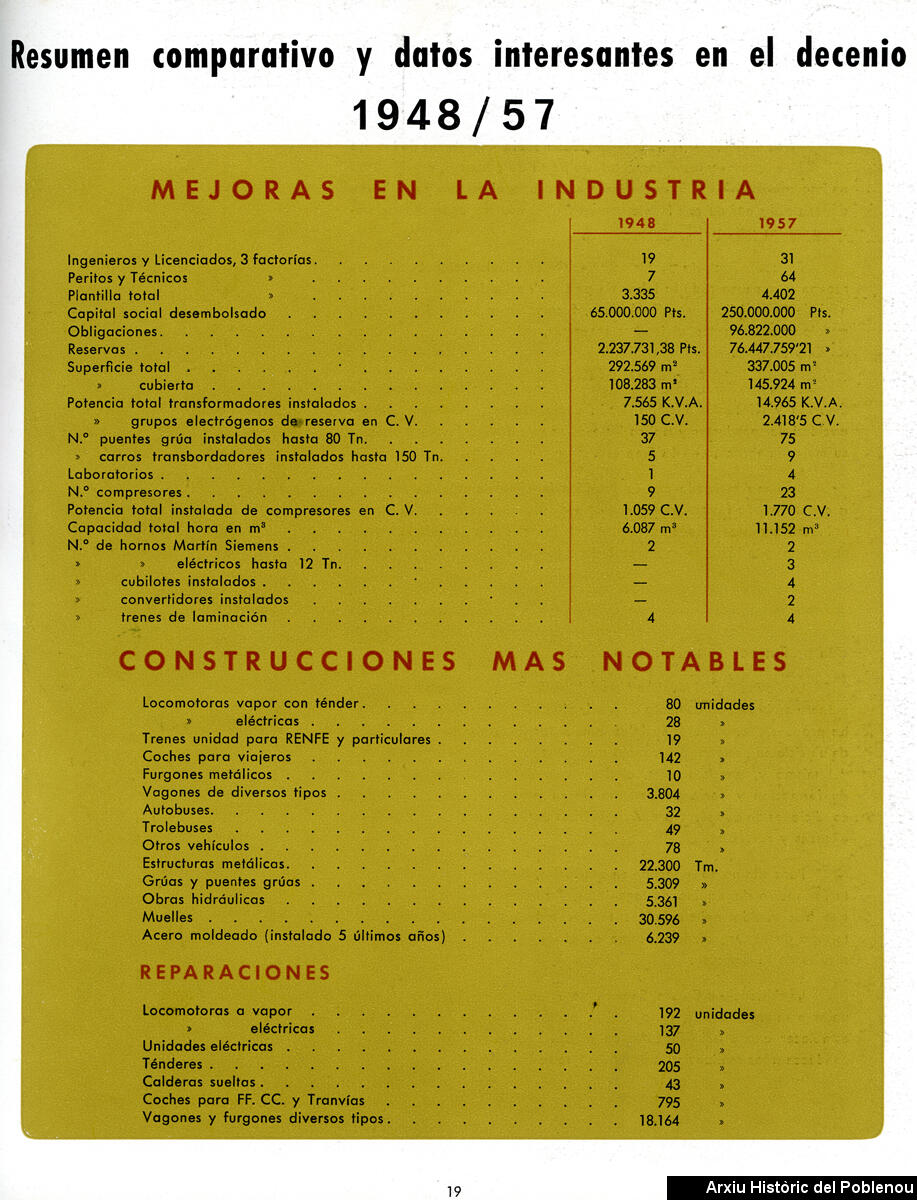 Resumen comparativo y datos interesantes en el decenio
1948/57
MEJORAS EN LA INDUSTRIA
1948 1957
Ingenieros y Licenciados, 3 factorías. . . . . . . . . . 19 31
Peritos y Técnicos » . . . . . . . . . . 7 64
Plantilla total » . . . . . . . . . . 3.335 4.402
Capital social desembolsado . . . . . . . . . . 65.000.000 Pts. 250.000.000 Pts.
Obligaciones. . . . . . . . . . . . . . . — 96.822.000 »
Reservas . . . . . . . . . . . . . . . . 2.237.731,38 Pts. 76.447.759'21 »
Superficie total . . . . . . . . . . . . . . 292.569 m² 337.005 m²
» cubierta . . . . . . . . . . . . . 108.283 m² 145.924 m²
Potencia total transformadores instalados . . . . . . . . 7.565 K.V.A. 14.965 K.V.A.
» grupos electrógenos de reserva en C. V. . . . . . 150 C.V. 2.418'5 C.V.
N.º puentes grúa instalados hasta 80 Tn. . . . . . . . 37 75
» carros transbordadores instalados hasta 150 Tn. . . . . 5 9
Laboratorios . . . . . . . . . . . . . . . 1 4
N.º compresores . . . . . . . . . . . . . . 9 23
Potencia total instalada de compresores en C. V. . . . . . 1.059 C.V. 1.770 C.V.
Capacidad total hora en m³ . . . . . . . . . . . 6.087 m³ 11.152 m³
N.º de hornos Martín Siemens . . . . . . . . . . 2 2
» » eléctricos hasta 12 Tn. . . . . . . . . — 3
» cubilotes instalados . . . . . . . . . . . — 4
» convertidores instalados . . . . . . . . . — 2
» trenes de laminación . . . . . . . . . . 4 4
CONSTRUCCIONES MAS NOTABLES
Locomotoras vapor con ténder . . . . . . . . . . 80 unidades
» eléctricas . . . . . . . . . . . . 28 »
Trenes unidad para RENFE y particulares . . . . . . . 19 »
Coches para viajeros . . . . . . . . . . . . 142 »
Furgones metálicos . . . . . . . . . . . . . 10 »
Vagones de diversos tipos . . . . . . . . . . . 3.804 »
Autobuses. . . . . . . . . . . . . . . . 32 »
Trolebuses . . . . . . . . . . . . . . . 49 »
Otros vehículos . . . . . . . . . . . . . . 78 »
Estructuras metálicas. . . . . . . . . . . . . 22.300 Tm.
Grúas y puentes grúas . . . . . . . . . . . . 5.309 »
Obras hidráulicas . . . . . . . . . . . . . 5.361 »
Muelles . . . . . . . . . . . . . . . . 30.596 »
Acero moldeado (instalado 5 últimos años) . . . . . . 6.239 »
REPARACIONES
Locomotoras a vapor . . . . . . . . . . . . 192 unidades
» eléctricas . . . . . . . . . . . 137 »
Unidades eléctricas . . . . . . . . . . . . . 50 »
Ténderes . . . . . . . . . . . . . . . . 205 »
Calderas sueltas . . . . . . . . . . . . . . 43 »
Coches para FF. CC. y Tranvías . . . . . . . . . 795 »
Vagones y furgones diversos tipos . . . . . . . . . 18.164 »
19
Arxiu Històric del Poblenou